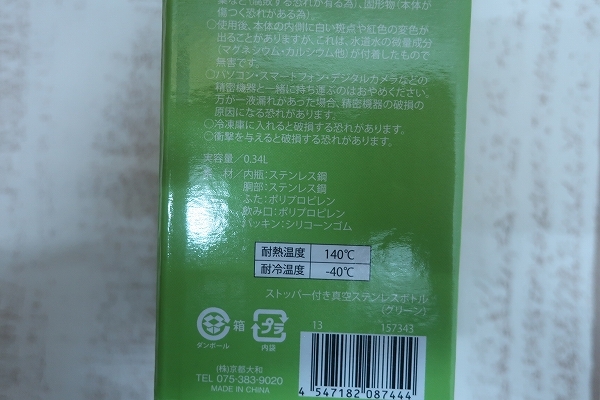 葉など(腐敗する恐れが有る為)、固形物(本体が
傷つく恐れがある為)。
○使用後、本体の内側に白い斑点や紅色の変色が
出ることがありますが、これは、水道水の微量成分
(マグネシウム・カルシウム他)が付着したもので
無害です。
○パソコン・スマートフォン・デジタルカメラなどの
精密機器と一緒に持ち運ぶのはおやめください。
万が一液漏れがあった場合、精密機器の破損の
原因になる恐れがあります。
○冷凍庫に入れると破損する恐れがあります。
○衝撃を与えると破損する恐れがあります。
実容量/0.34L
材/内瓶:ステンレス鋼
胴部:ステンレス鋼
ふた:ポリプロピレン
飲み口:ポリプロピレン
パッキン:シリコーンゴム
耐熱温度 140℃
耐冷温度 -40℃
ストッパー付き真空ステンレスボトル
(グリーン)
13 157343
箱 プラ
ダンボール 内袋
(株)京都大和
TEL 075-383-9020
MADE IN CHINA
4 547182 087444